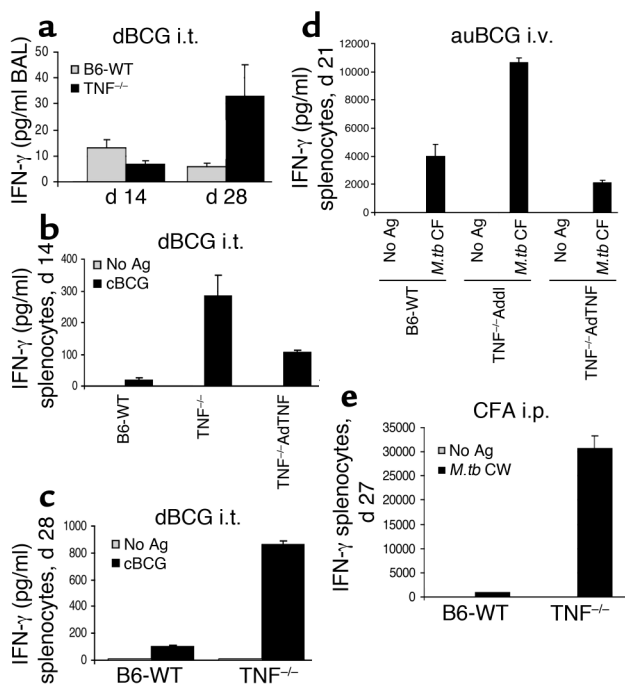 a
dBCG i.t.
B6-WT
TNF–/–
IFN-γ (pg/ml BAL)
50
40
30
20
10
0
d 14
d 28
b
dBCG i.t.
No Ag
cBCG
IFN-γ (pg/ml)
splenocytes, d 14
400
300
200
100
0
B6-WT
TNF–/–
TNF–/–AdTNF
c
dBCG i.t.
No Ag
cBCG
IFN-γ (pg/ml)
splenocytes, d 28
1000
800
600
400
200
0
B6-WT
TNF–/–
d
auBCG i.v.
IFN-γ (pg/ml)
splenocytes, d 21
12000
10000
8000
6000
4000
2000
0
No Ag
M.tb CF
No Ag
M.tb CF
No Ag
M.tb CF
B6-WT
TNF–/–AddI
TNF–/–AdTNF
e
CFA i.p.
No Ag
M.tb CW
IFN-γ splenocytes,
d 27
35000
30000
25000
20000
15000
10000
5000
0
B6-WT
TNF–/–